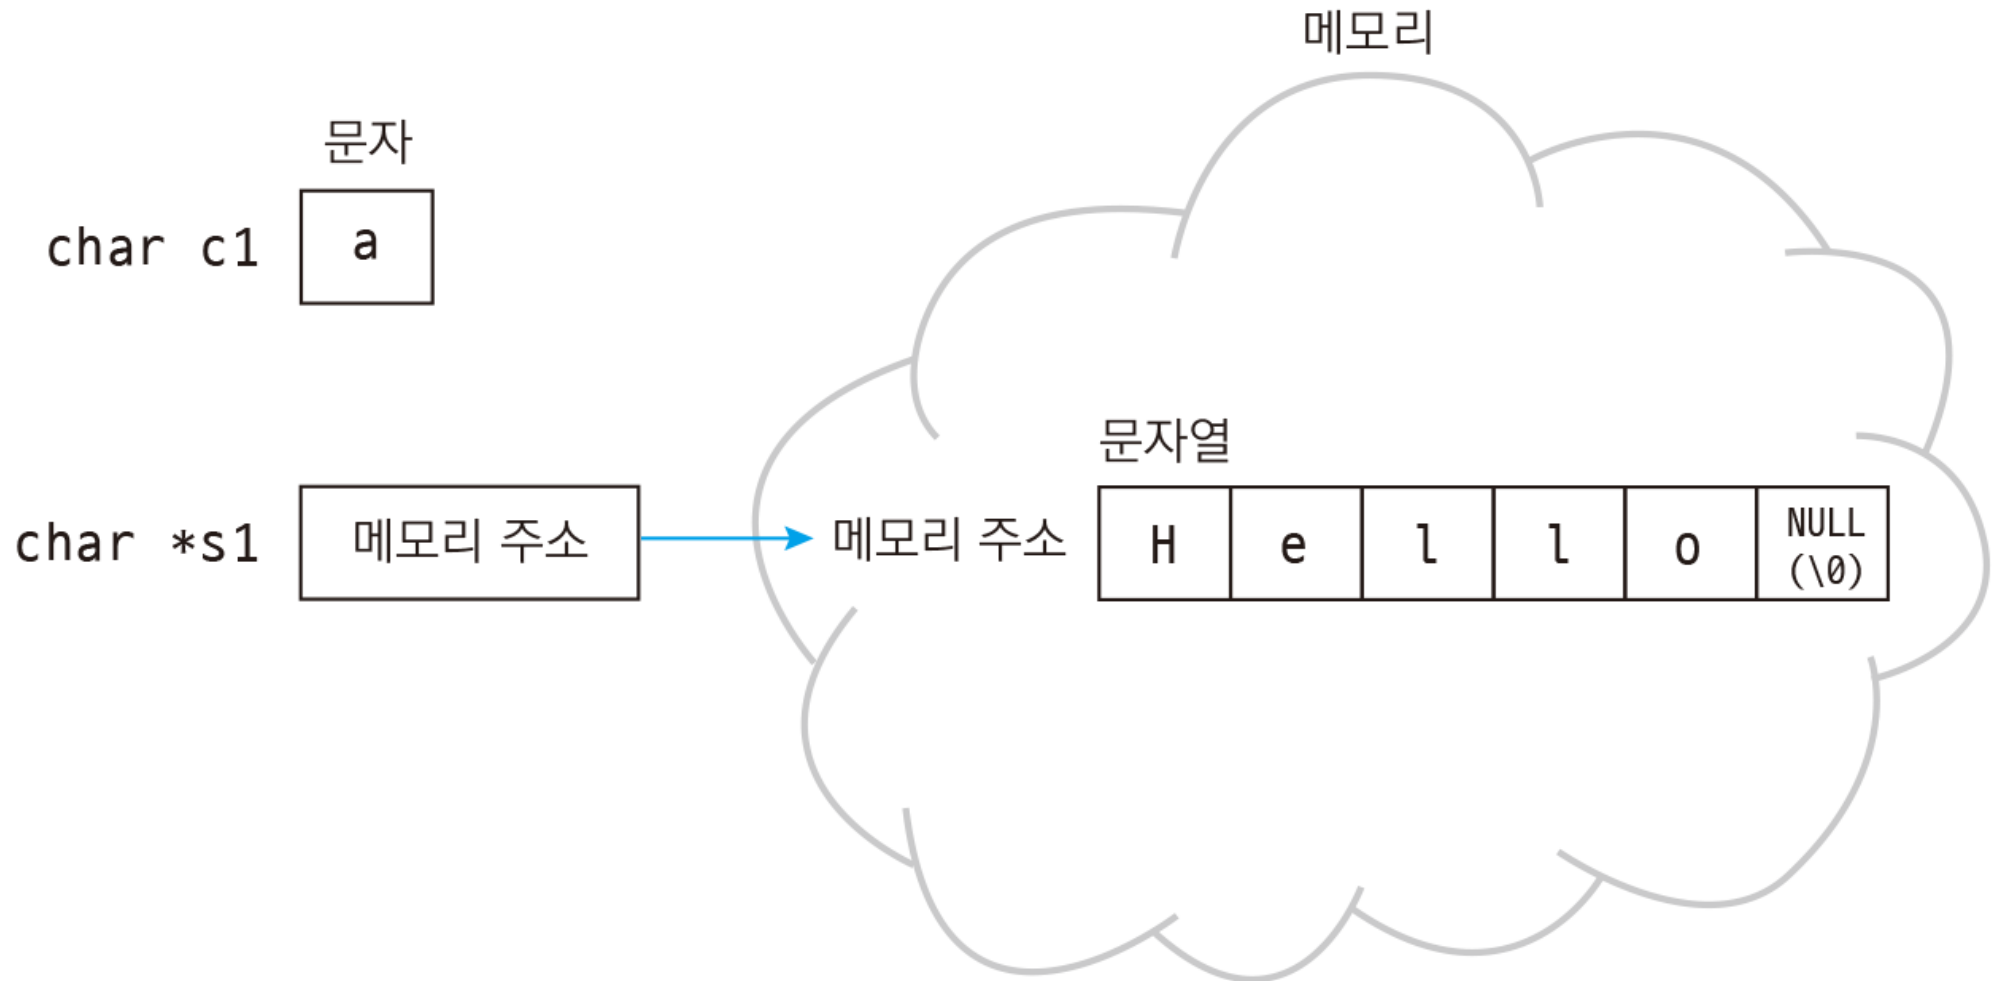 메모리
문자
char c1 a
문자열
char *s1 메모리 주소 메모리 주소 H e l l o NULL
(\0)